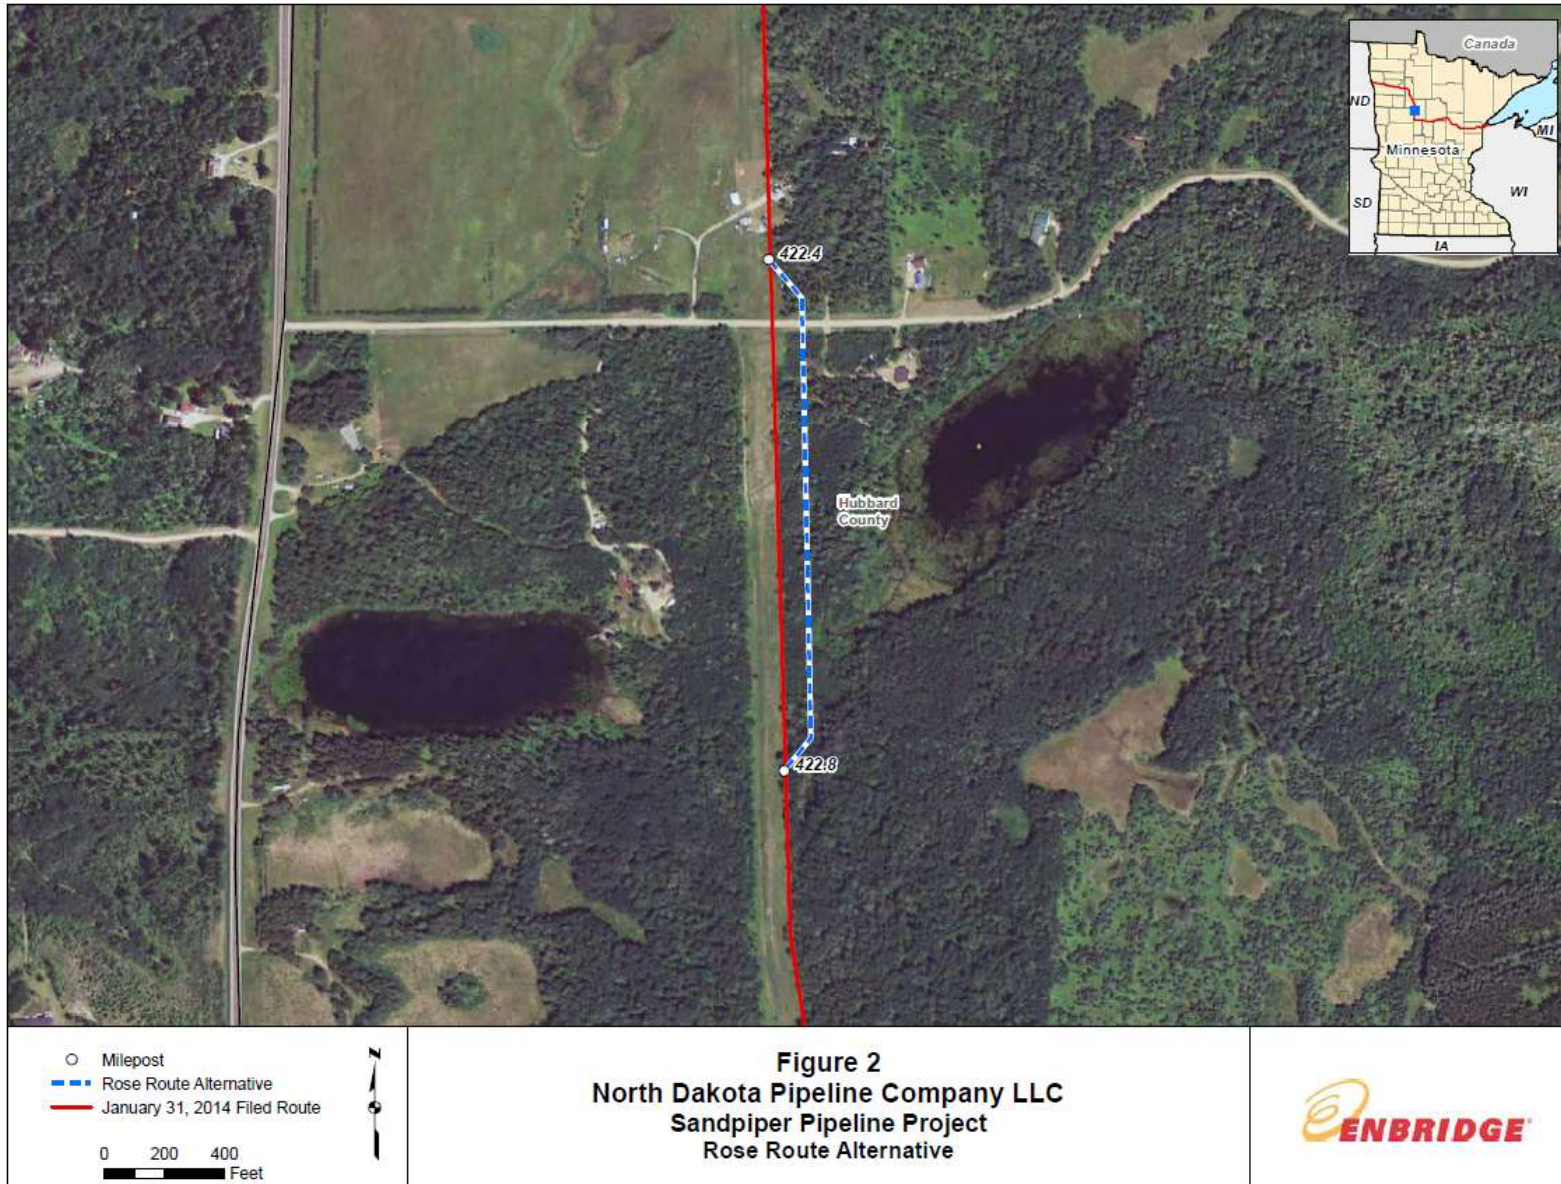 Canada
ND
MI
Minnesota
WI
SD
IA
422.4
Hubbard
County
422.8
Milepost
Rose Route Alternative
January 31, 2014 Filed Route
0 200 400
Feet
N
Figure 2
North Dakota Pipeline Company LLC
Sandpiper Pipeline Project
Rose Route Alternative
ENBRIDGE